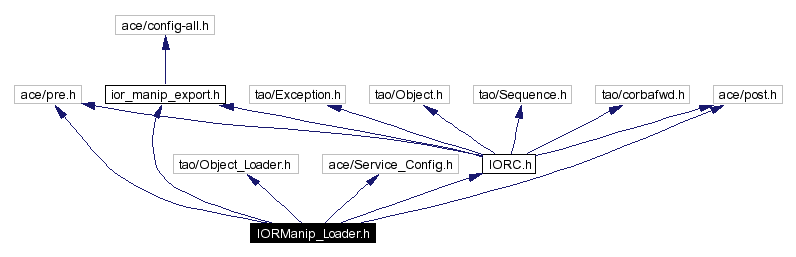 ace/config-all.h
ace/pre.h
ior_manip_export.h
tao/Exception.h
tao/Object.h
tao/Sequence.h
tao/corbafwd.h
ace/post.h
tao/Object_Loader.h
ace/Service_Config.h
IORC.h
IORManip_Loader.h